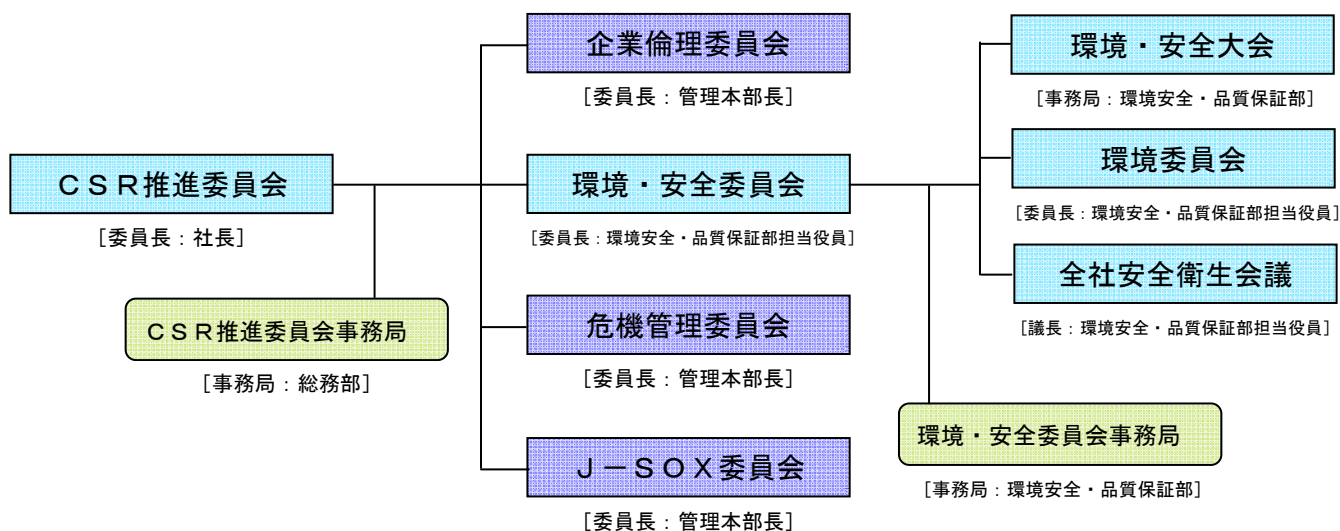 企業倫理委員会
[委員長：管理本部長]
環境・安全大会
[事務局：環境安全・品質保証部]
ＣＳＲ推進委員会
[委員長：社長]
環境・安全委員会
[委員長：環境安全・品質保証部担当役員]
環境委員会
[委員長：環境安全・品質保証部担当役員]
全社安全衛生会議
[議長：環境安全・品質保証部担当役員]
ＣＳＲ推進委員会事務局
[事務局：総務部]
危機管理委員会
[委員長：管理本部長]
環境・安全委員会事務局
[事務局：環境安全・品質保証部]
Ｊ－ＳＯＸ委員会
[委員長：管理本部長]